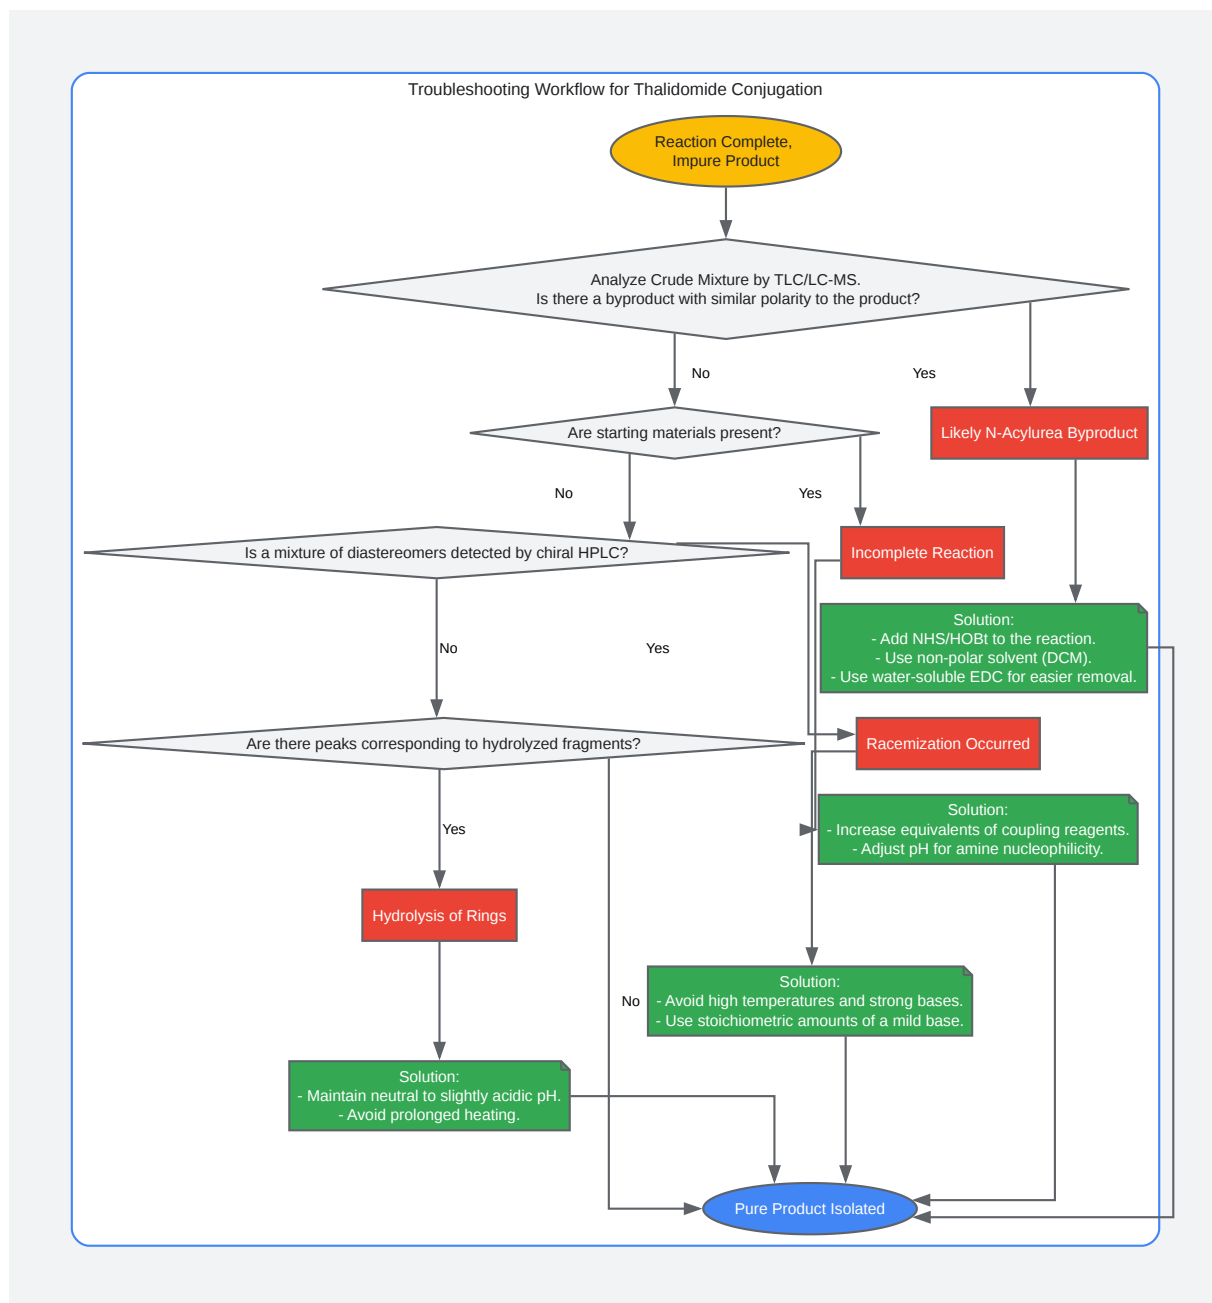 Troubleshooting Workflow for Thalidomide Conjugation
Reaction Complete,
Impure Product
Analyze Crude Mixture by TLC/LC-MS.
Is there a byproduct with similar polarity to the product?
No
Yes
Are starting materials present?
Likely N-Acylurea Byproduct
No
Yes
Is a mixture of diastereomers detected by chiral HPLC?
Incomplete Reaction
Solution:
- Add NHS/HOBt to the reaction.
- Use non-polar solvent (DCM).
- Use water-soluble EDC for easier removal.
No
Yes
Are there peaks corresponding to hydrolyzed fragments?
Racemization Occurred
Solution:
- Increase equivalents of coupling reagents.
- Adjust pH for amine nucleophilicity.
Yes
Hydrolysis of Rings
No
Solution:
- Avoid high temperatures and strong bases.
- Use stoichiometric amounts of a mild base.
Solution:
- Maintain neutral to slightly acidic pH.
- Avoid prolonged heating.
Pure Product Isolated